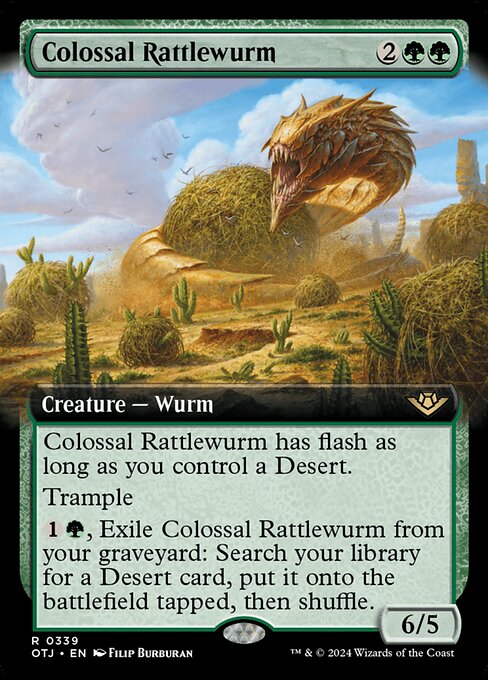 Colossal Rattlewurm 2
Creature — Wurm
Colossal Rattlewurm has flash as
long as you control a Desert.
Trample
1, Exile Colossal Rattlewurm from
your graveyard: Search your library
for a Desert card, put it onto the
battlefield tapped, then shuffle.
6/5
R 0339
OTJ • EN Filip Burburan
™ & © 2024 Wizards of the Coast